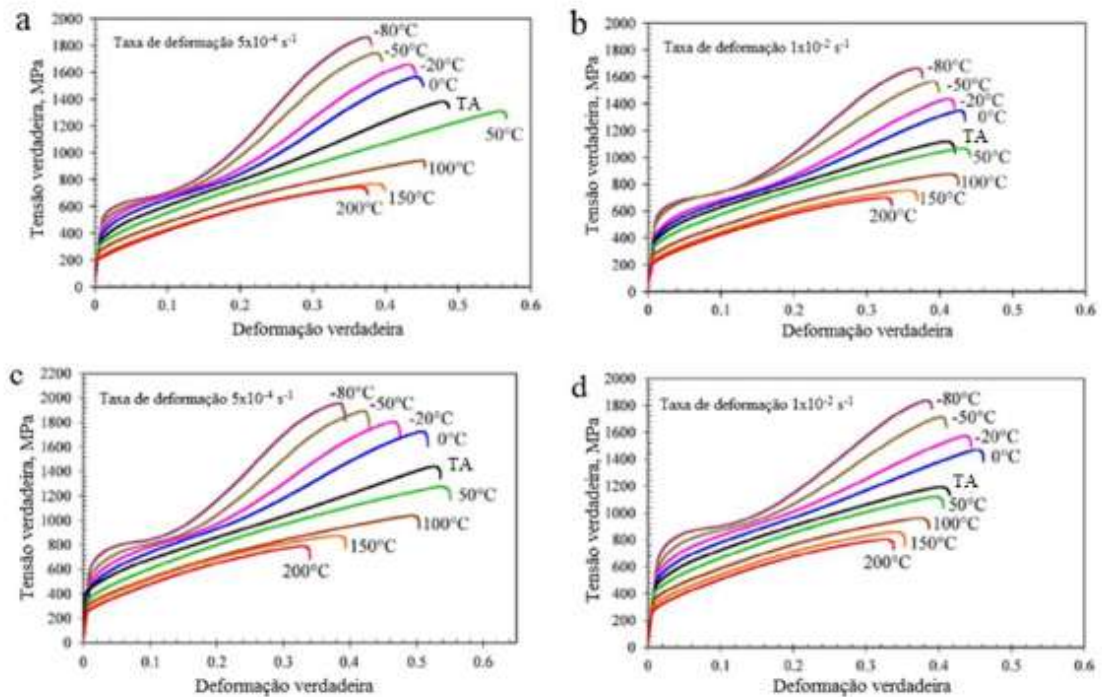 a
Taxa de deformação 5x10⁻⁴ s⁻¹
Tensão verdadeira, MPa
2000
1800
1600
1400
1200
1000
800
600
400
200
0
-80°C
-50°C
-20°C
0°C
TA
50°C
100°C
150°C
200°C
0 0.1 0.2 0.3 0.4 0.5 0.6
Deformação verdadeira
b
Taxa de deformação 1x10⁻² s⁻¹
Tensão verdadeira, MPa
2000
1800
1600
1400
1200
1000
800
600
400
200
0
-80°C
-50°C
-20°C
0°C
TA
50°C
100°C
150°C
200°C
0 0.1 0.2 0.3 0.4 0.5 0.6
Deformação verdadeira
c
Taxa de deformação 5x10⁻⁴ s⁻¹
Tensão verdadeira, MPa
2200
2000
1800
1600
1400
1200
1000
800
600
400
200
0
-80°C
-50°C
-20°C
0°C
TA
50°C
100°C
150°C
200°C
0 0.1 0.2 0.3 0.4 0.5 0.6
Deformação verdadeira
d
Taxa de deformação 1x10⁻² s⁻¹
Tensão verdadeira, MPa
2000
1800
1600
1400
1200
1000
800
600
400
200
0
-80°C
-50°C
-20°C
0°C
TA
50°C
100°C
150°C
200°C
0 0.1 0.2 0.3 0.4 0.5 0.6
Deformação verdadeira